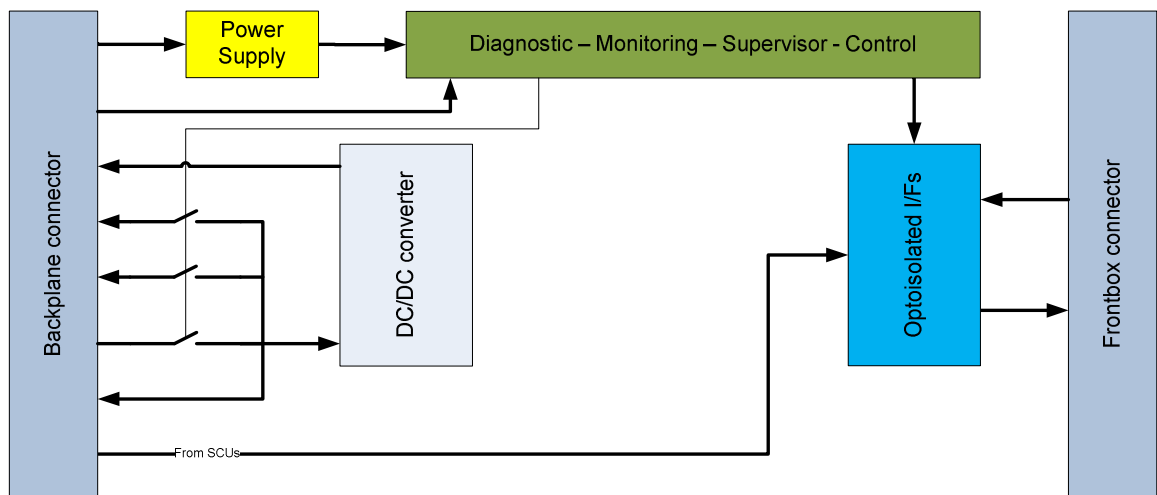 Power
Supply
Diagnostic – Monitoring – Supervisor - Control
Backplane connector
DC/DC converter
Optoisolated I/Fs
Frontbox connector
From SCUs